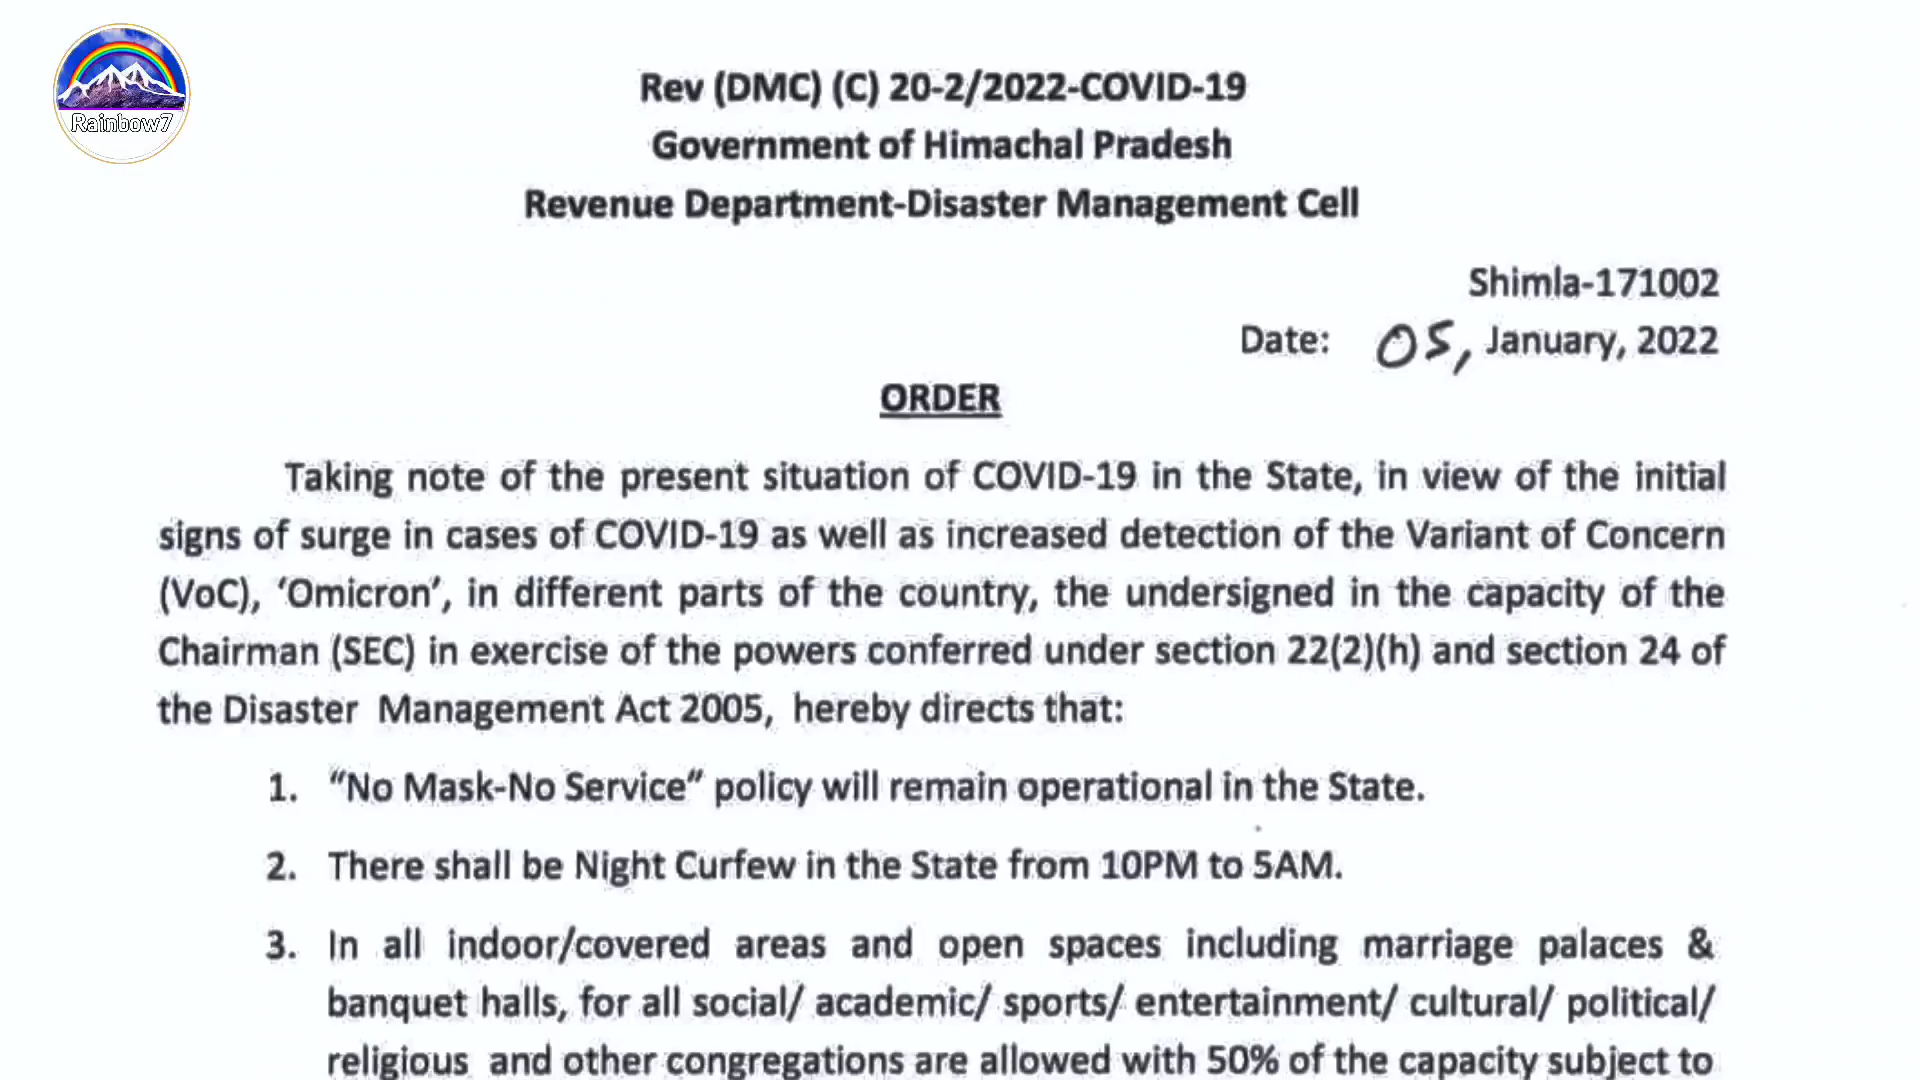 Rainbow7
Rev (DMC) (C) 20-2/2022-COVID-19
Government of Himachal Pradesh
Revenue Department-Disaster Management Cell
Shimla-171002
Date: 05, January, 2022
ORDER
Taking note of the present situation of COVID-19 in the State, in view of the initial
signs of surge in cases of COVID-19 as well as increased detection of the Variant of Concern
(VoC), ‘Omicron’, in different parts of the country, the undersigned in the capacity of the
Chairman (SEC) in exercise of the powers conferred under section 22(2)(h) and section 24 of
the Disaster Management Act 2005, hereby directs that:
1. “No Mask-No Service” policy will remain operational in the State.
2. There shall be Night Curfew in the State from 10PM to 5AM.
3. In all indoor/covered areas and open spaces including marriage palaces &
banquet halls, for all social/ academic/ sports/ entertainment/ cultural/ political/
religious and other congregations are allowed with 50% of the capacity subject to